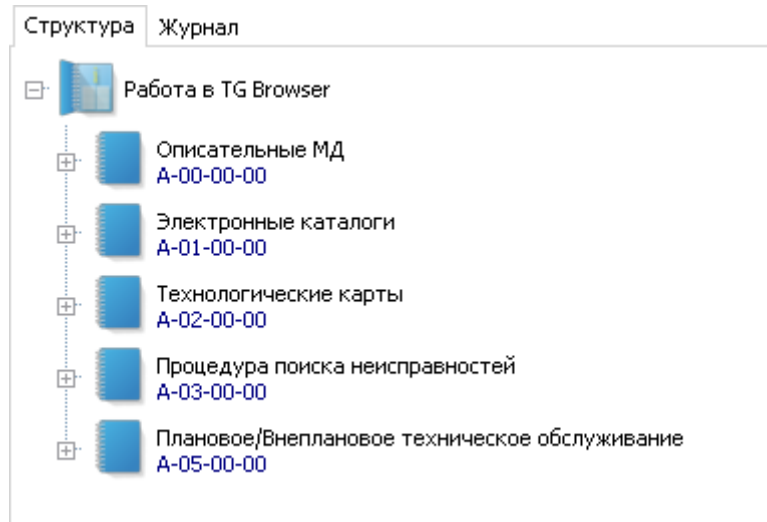 Структура Журнал
Работа в TG Browser
Описательные МД
A-00-00-00
Электронные каталоги
A-01-00-00
Технологические карты
A-02-00-00
Процедура поиска неисправностей
A-03-00-00
Плановое/Внеплановое техническое обслуживание
A-05-00-00